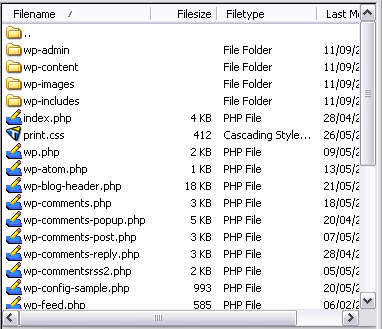 Filename / Filesize Filetype Last Mo
..
wp-admin File Folder 11/09/2
wp-content File Folder 11/09/2
wp-images File Folder 11/09/2
wp-includes File Folder 11/09/2
index.php 4 KB PHP File 28/04/2
print.css 412 Cascading Style... 26/05/2
wp.php 2 KB PHP File 09/05/2
wp-atom.php 1 KB PHP File 13/05/2
wp-blog-header.php 18 KB PHP File 21/05/2
wp-comments.php 3 KB PHP File 18/05/2
wp-comments-popup.php 5 KB PHP File 20/04/2
wp-comments-post.php 3 KB PHP File 07/05/2
wp-comments-reply.php 3 KB PHP File 28/04/2
wp-commentsrss2.php 2 KB PHP File 05/05/2
wp-config-sample.php 993 PHP File 20/05/2
wp-feed.php 585 PHP File 06/02/2